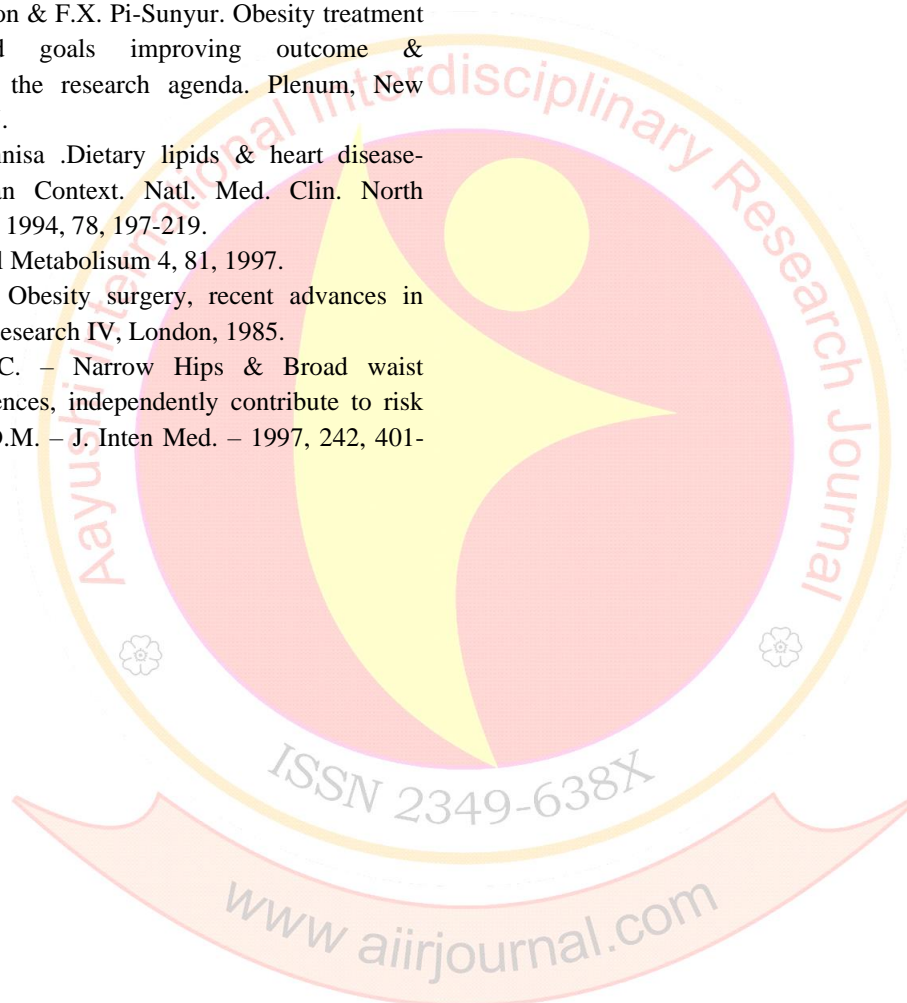 on & F.X. Pi-Sunyur. Obesity treatment
d goals improving outcome &
the research agenda. Plenum, New
.
nnisa .Dietary lipids & heart disease-
an Context. Natl. Med. Clin. North
1994, 78, 197-219.
l Metabolisum 4, 81, 1997.
Obesity surgery, recent advances in
esearch IV, London, 1985.
C. – Narrow Hips & Broad waist
ences, independently contribute to risk
D.M. – J. Inten Med. – 1997, 242, 401-
Aayushi International Interdisciplinary Research Journal
ISSN 2349-638X
www aiirjournal.com